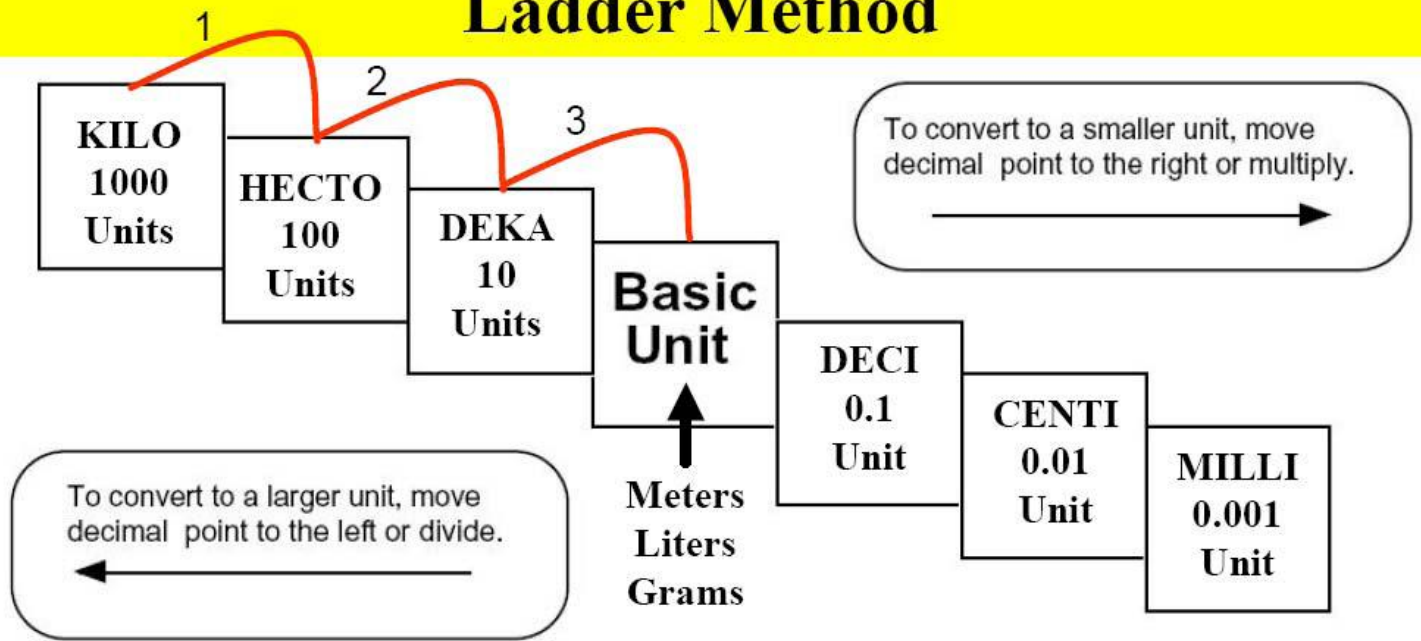 Ladder Method
1
2
3
KILO
1000
Units
HECTO
100
Units
DEKA
10
Units
Basic
Unit
DECI
0.1
Unit
CENTI
0.01
Unit
MILLI
0.001
Unit
To convert to a smaller unit, move
decimal point to the right or multiply.
To convert to a larger unit, move
decimal point to the left or divide.
Meters
Liters
Grams